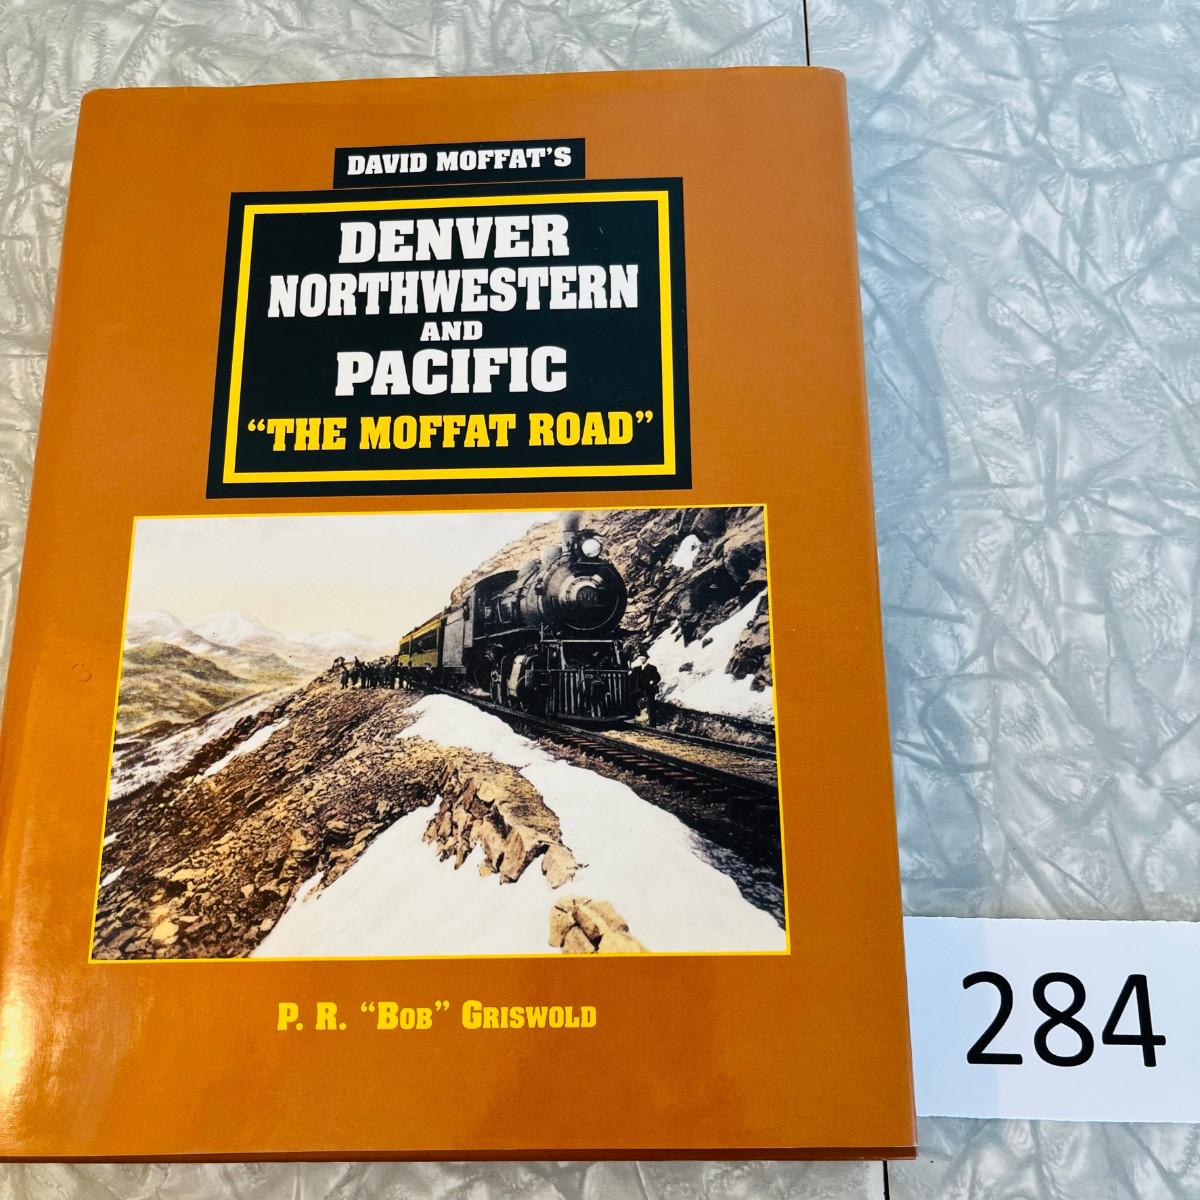 DAVID MOFFAT'S
DENVER
NORTHWESTERN
AND
PACIFIC
"THE MOFFAT ROAD"
P. R. "BOB" GRISWOLD
284